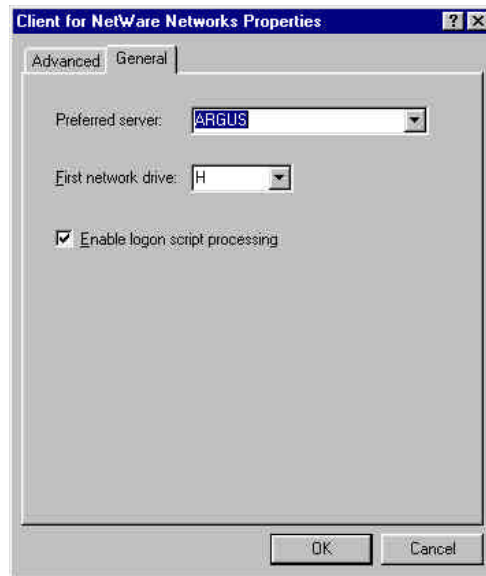 Client for NetWare Networks Properties
Advanced General
Preferred server: ARGUS
First network drive: H
Enable logon script processing
OK Cancel